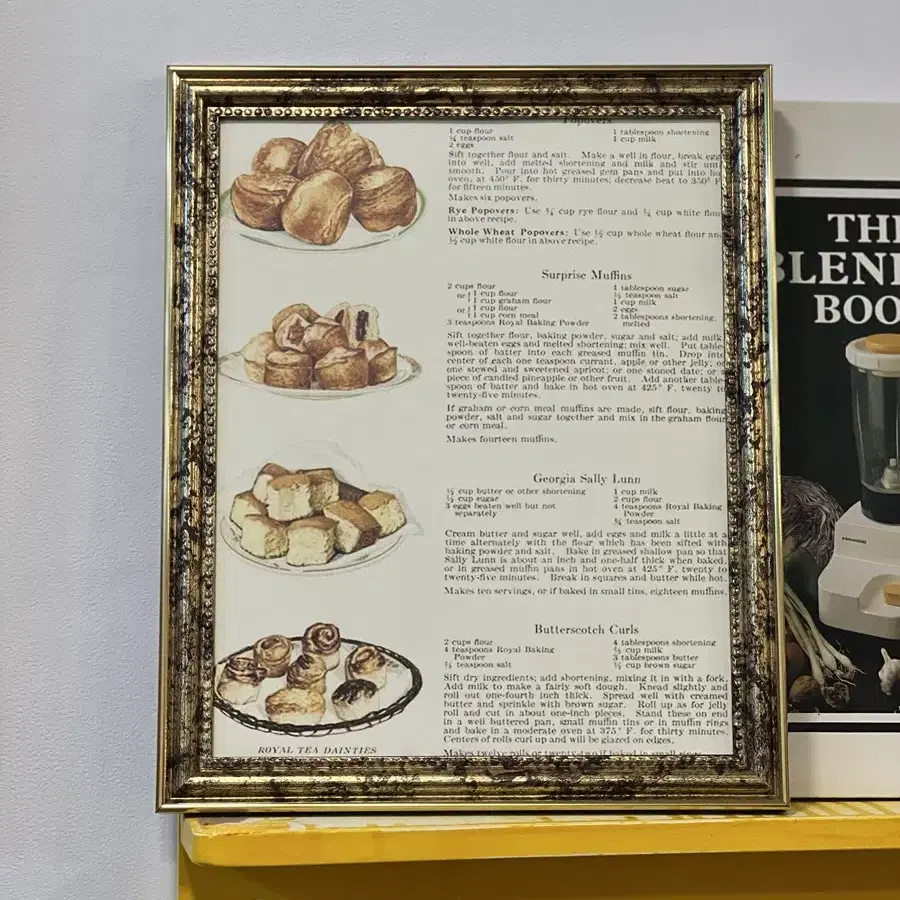 Popovers
1 cup flour
¼ teaspoon salt
2 eggs
1 tablespoon shortening
1 cup milk
Sift together flour and salt. Make a well in flour, break egg
into well, add melted shortening and milk and stir until
smooth. Pour into hot greased gem pans and put into ho
oven, at 450° F. for thirty minutes; decrease heat to 350° F
for fifteen minutes.
Makes six popovers.
Rye Popovers: Use ¾ cup rye flour and ¼ cup white flou
in above recipe.
Whole Wheat Popovers: Use ½ cup whole wheat flour and
½ cup white flour in above recipe.
Surprise Muffins
2 cups flour
or 1 cup flour
1 cup graham flour
or 1 cup flour
1 cup corn meal
3 teaspoons Royal Baking Powder
1 tablespoon sugar
½ teaspoon salt
1 cup milk
2 eggs
2 tablespoons shortening,
melted
Sift together flour, baking powder, sugar and salt; add milk
well-beaten eggs and melted shortening; mix well. Put table-
spoon of batter into each greased muffin tin. Drop into
center of each one teaspoon currant, apple or other jelly; or
one stewed and sweetened apricot; or one stoned date; or a
piece of candied pineapple or other fruit. Add another table-
spoon of batter and bake in hot oven at 425° F. twenty to
twenty-five minutes.
If graham or corn meal muffins are made, sift flour, baking
powder, salt and sugar together and mix in the graham flour
or corn meal.
Makes fourteen muffins.
Georgia Sally Lunn
cup butter or other shortening
cup sugar
3 eggs beaten well but not
separately
1 cup milk
2 cups flour
4 teaspoons Royal Baking
Powder
¾ teaspoon salt
Cream butter and sugar well, add eggs and milk a little at a
time alternately with the flour which has been sifted with
baking powder and salt. Bake in greased shallow pan so that
Sally Lunn is about an inch and one-half thick when baked,
or in greased muffin pans in hot oven at 425° F. twenty to
twenty-five minutes. Break in squares and butter while hot.
Makes ten servings, or if baked in small tins, eighteen muffins.
Butterscotch Curls
2 cups flour
4 teaspoons Royal Baking
Powder
½ teaspoon salt
4 tablespoons shortening
cup milk
3 tablespoons butter
cup brown sugar
Sift dry ingredients; add shortening, mixing it in with a fork.
Add milk to make a fairly soft dough. Knead slightly and
roll out one-fourth inch thick. Spread well with creamed
butter and sprinkle with brown sugar. Roll up as for jelly
roll and cut in about one-inch pieces. Stand these on end
in a well buttered pan, small muffin tins or in muffin rings
and bake in a moderate oven at 375° F. for thirty minutes.
Centers of rolls curl up and will be glazed on edges.
Makes twelve rolls or twenty-two if baked in small rings.
ROYAL TEA DAINTIES
THE
BLEND
BOO
KENWOOD